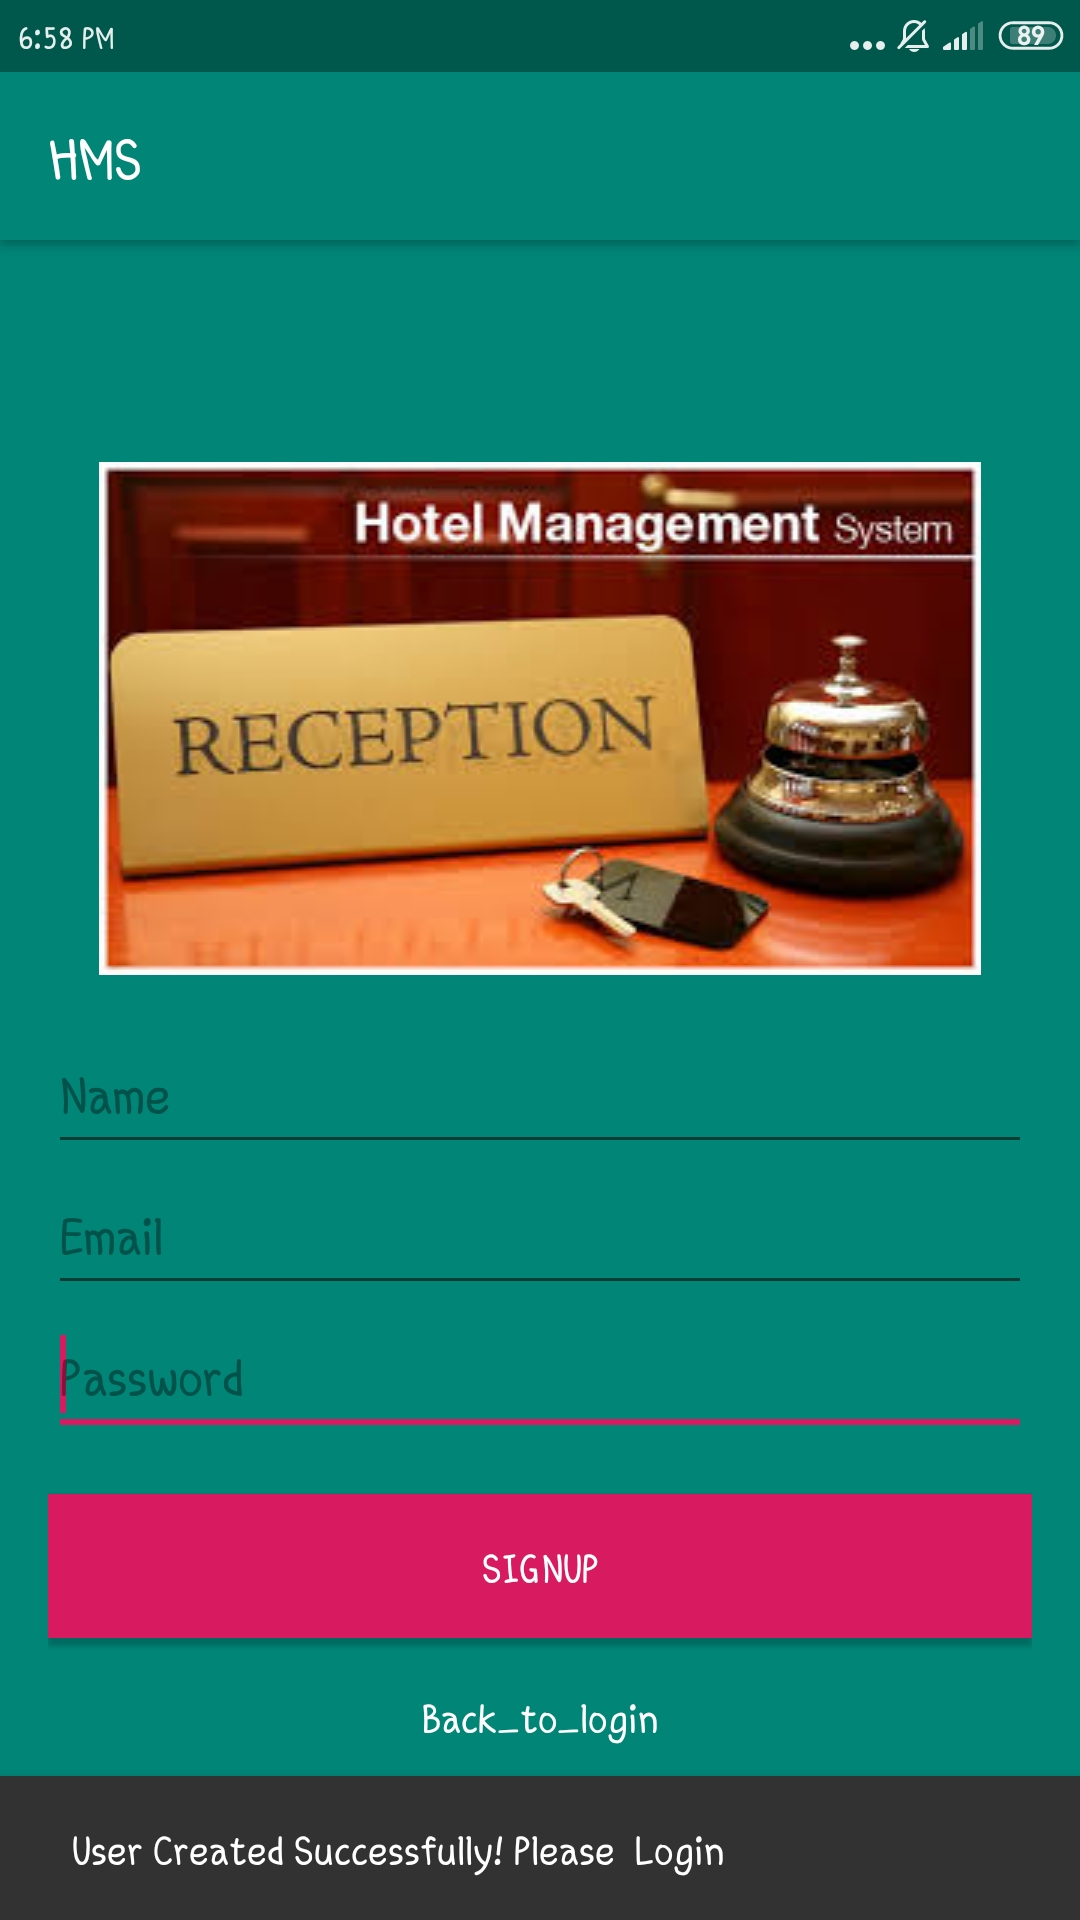 6:58 PM
89
HMS
Hotel Management System
RECEPTION
M
Name
Email
Password
SIGNUP
Back_to_login
User Created Successfully! Please  Login